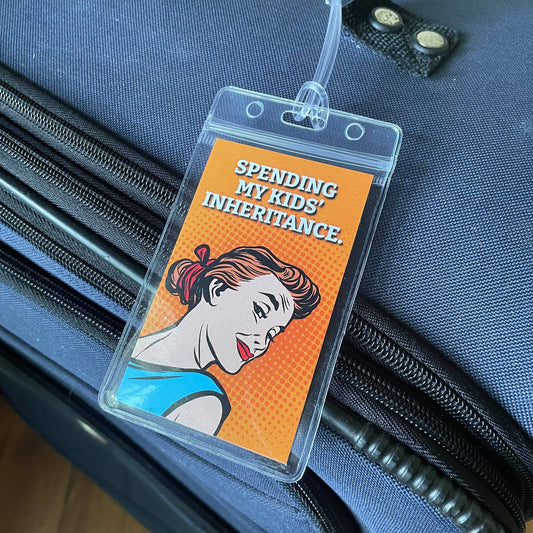 SPENDING
MY KIDS'
INHERITANCE.